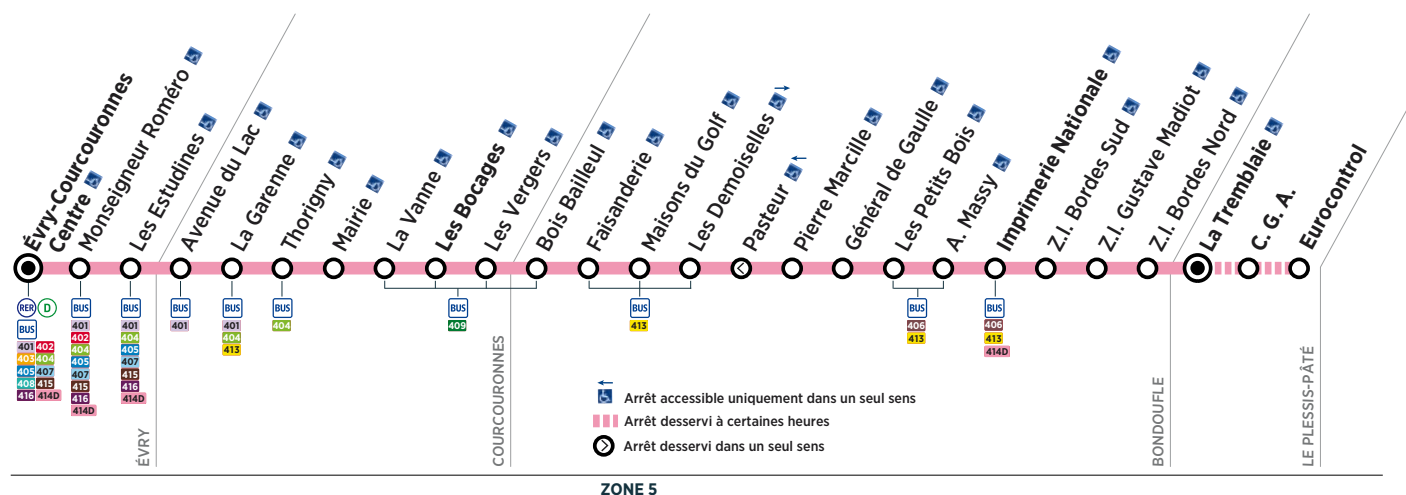 Évry-Courcouronnes
Centre
Monseigneur Roméro
Les Estudines
Avenue du Lac
La Garenne
Thorigny
Mairie
La Vanne
Les Bocages
Les Vergers
Bois Bailleul
Faisanderie
Maisons du Golf
Les Demoiselles
Pasteur
Pierre Marcille
Général de Gaulle
Les Petits Bois
A. Massy
Imprimerie Nationale
Z.I. Bordes Sud
Z.I. Gustave Madiot
Z.I. Bordes Nord
La Tremblaie
C. G. A.
Eurocontrol
RER D
BUS
401 402
403 404
405 407
408 415
416 414D
BUS
401
402
404
405
407
415
416
414D
BUS
401
404
405
407
415
416
414D
BUS
401
BUS
401
404
413
BUS
404
BUS
409
BUS
413
BUS
406
413
BUS
406
413
414D
ÉVRY
COURCOURONNES
BONDOUFLE
LE PLESSIS-PÂTÉ
Arrêt accessible uniquement dans un seul sens
Arrêt desservi à certaines heures
Arrêt desservi dans un seul sens
ZONE 5